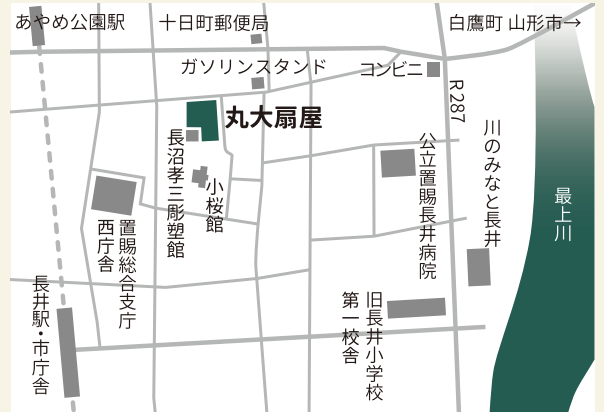 あやめ公園駅
十日町郵便局
白鷹町 山形市→
ガソリンスタンド
コンビニ
R287
丸大扇屋
長沼孝三彫塑館
小桜館
公立置賜長井病院
川のみなと長井
最上川
置賜総合支庁
西庁舎
長井駅・市庁舎
旧長井小学校
第一校舎